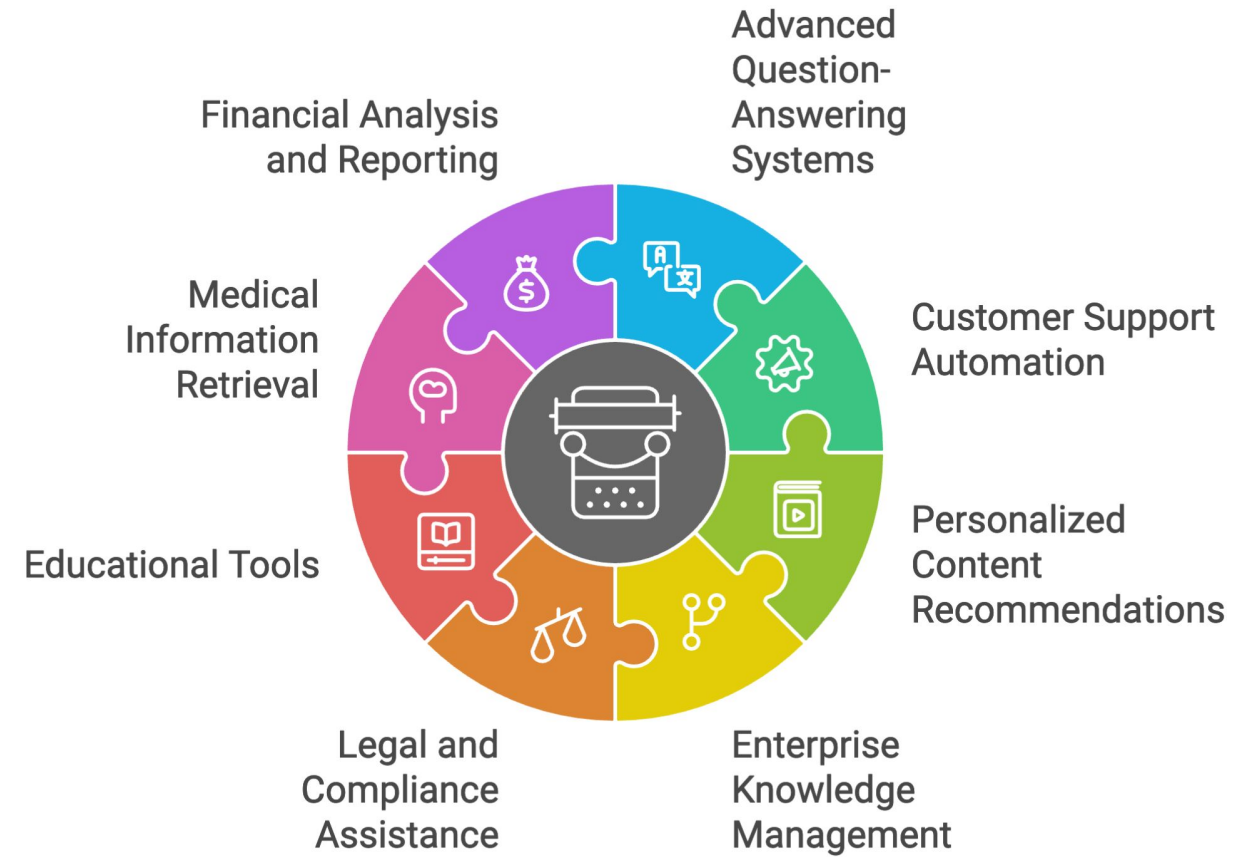 Advanced
Question-
Answering
Systems
Customer Support
Automation
Personalized
Content
Recommendations
Enterprise
Knowledge
Management
Legal and
Compliance
Assistance
Educational Tools
Medical
Information
Retrieval
Financial Analysis
and Reporting
A
文
$